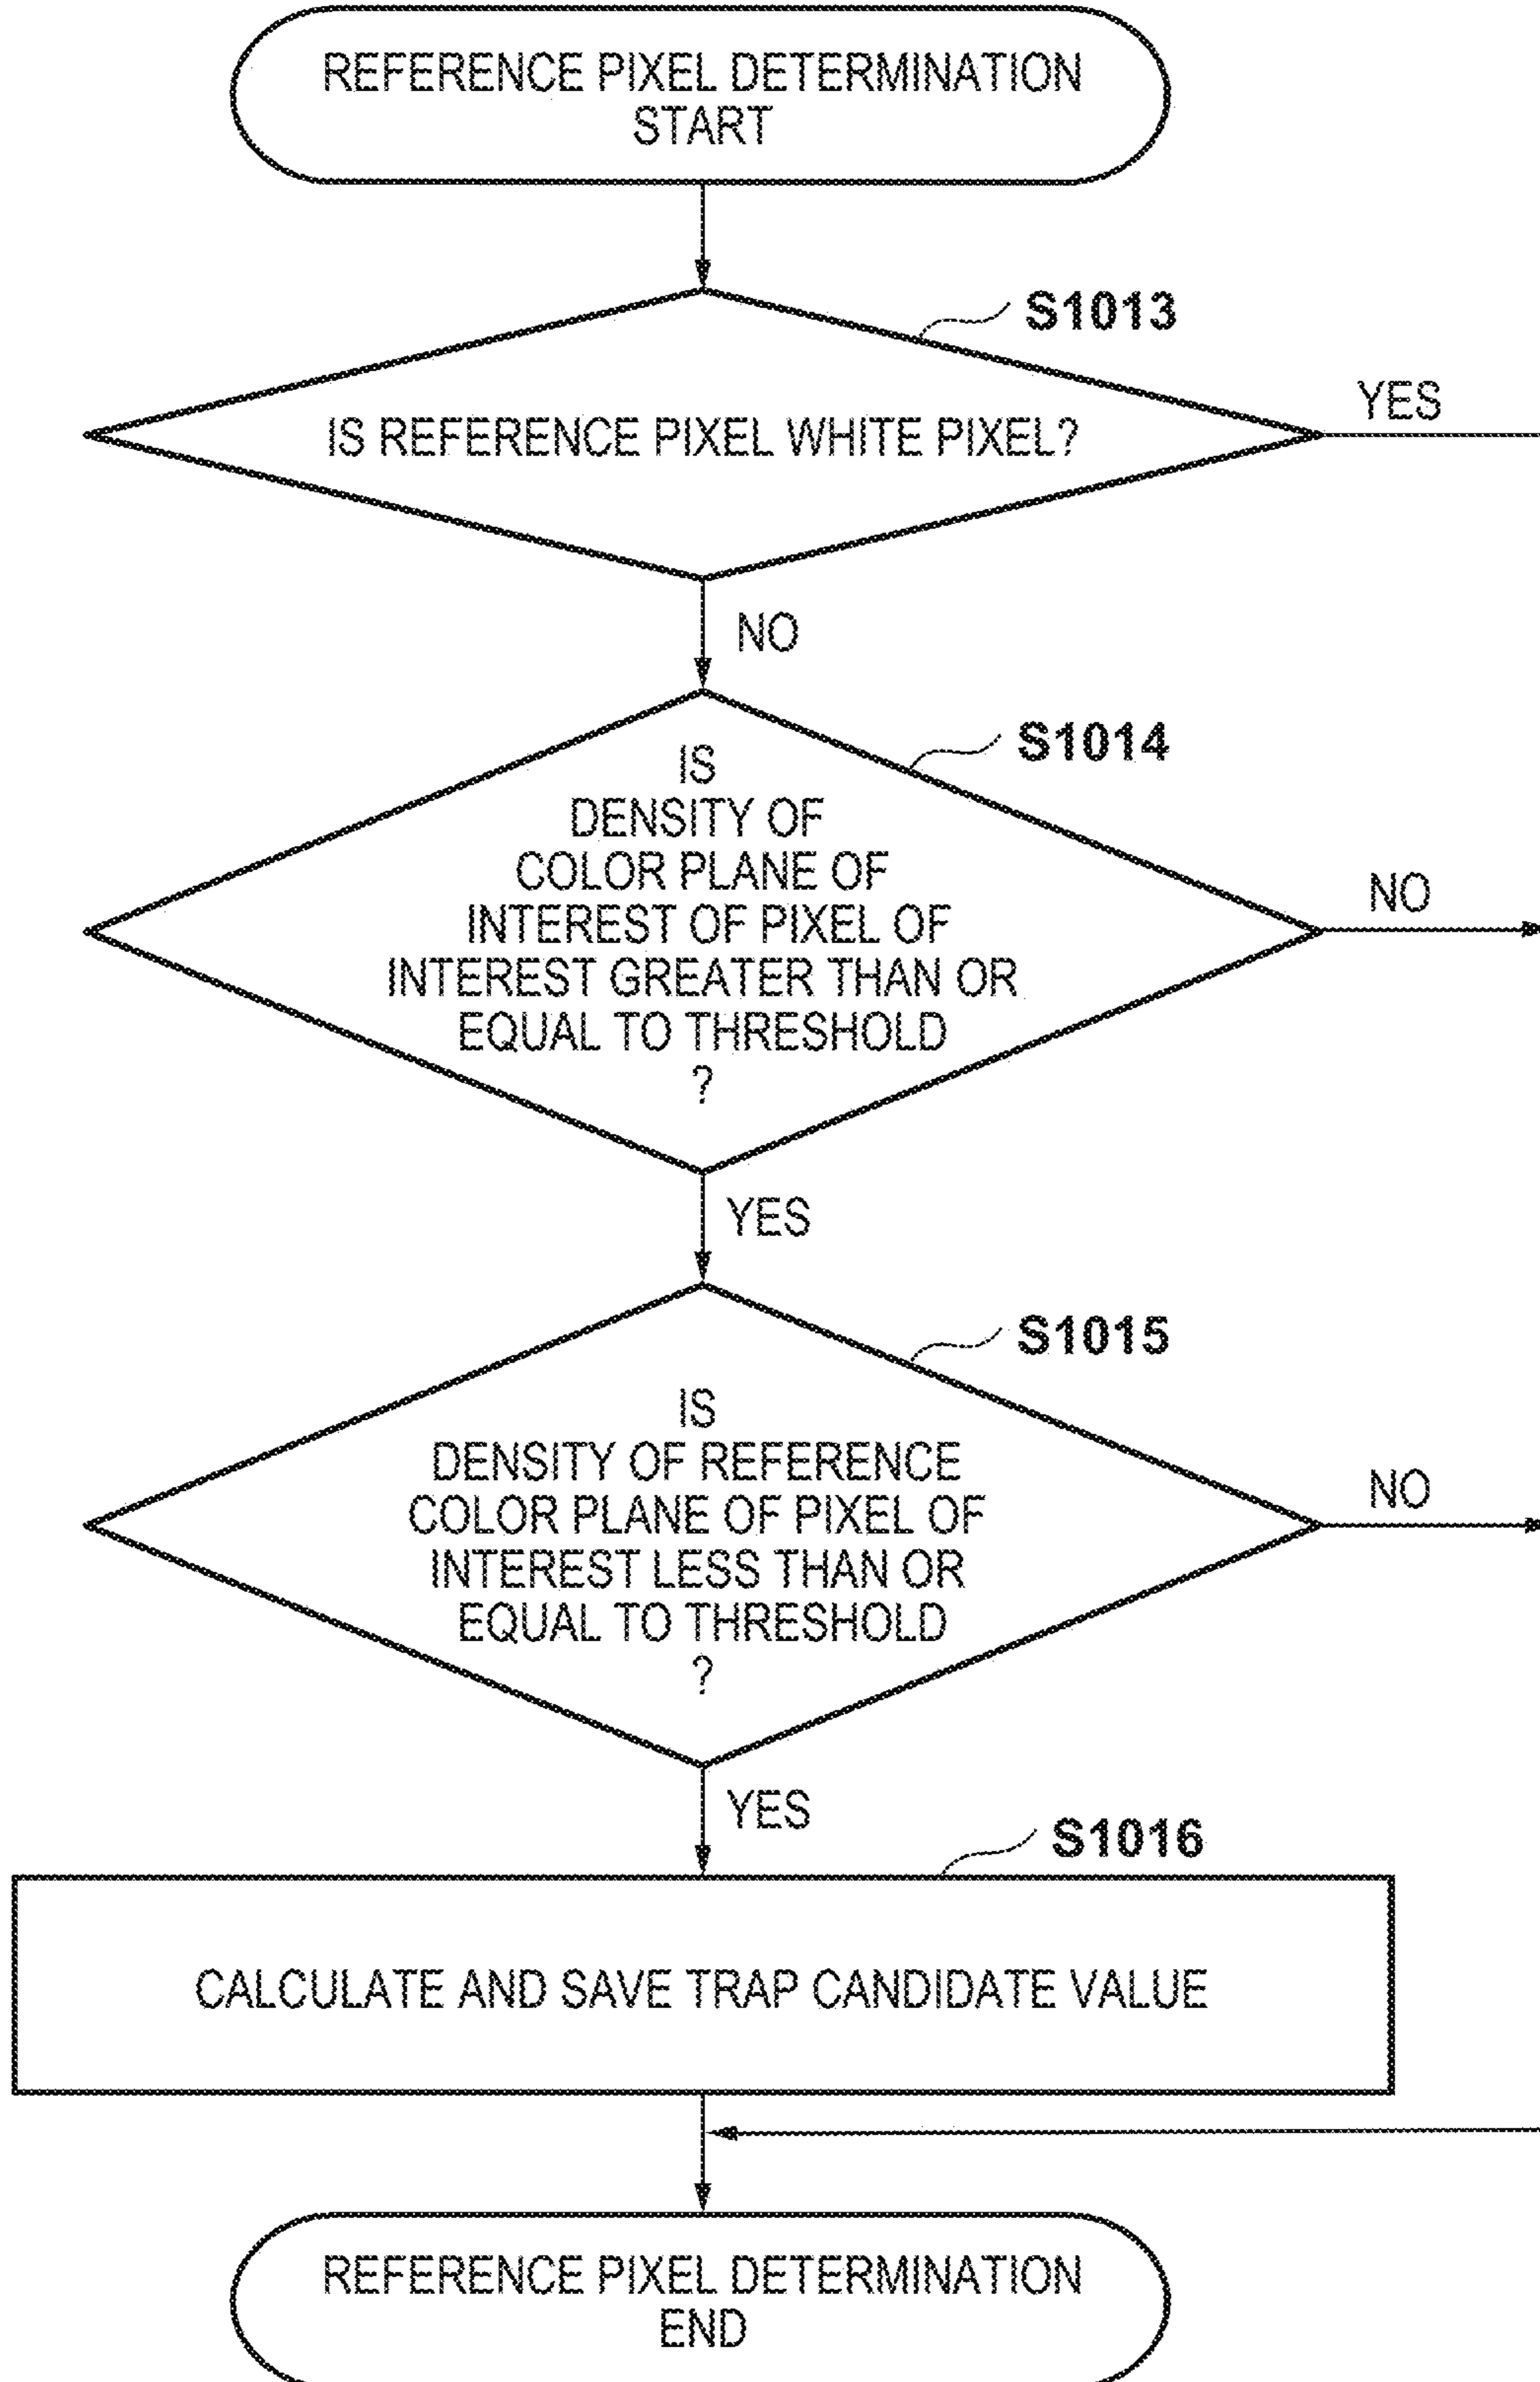 REFERENCE PIXEL DETERMINATION
START
S1013
YES
IS REFERENCE PIXEL WHITE PIXEL?
NO
S1014
IS
DENSITY OF
COLOR PLANE OF
INTEREST OF PIXEL OF
INTEREST GREATER THAN OR
EQUAL TO THRESHOLD
?
NO
YES
S1015
IS
DENSITY OF REFERENCE
COLOR PLANE OF PIXEL OF
INTEREST LESS THAN OR
EQUAL TO THRESHOLD
?
NO
YES
S1016
CALCULATE AND SAVE TRAP CANDIDATE VALUE
REFERENCE PIXEL DETERMINATION
END